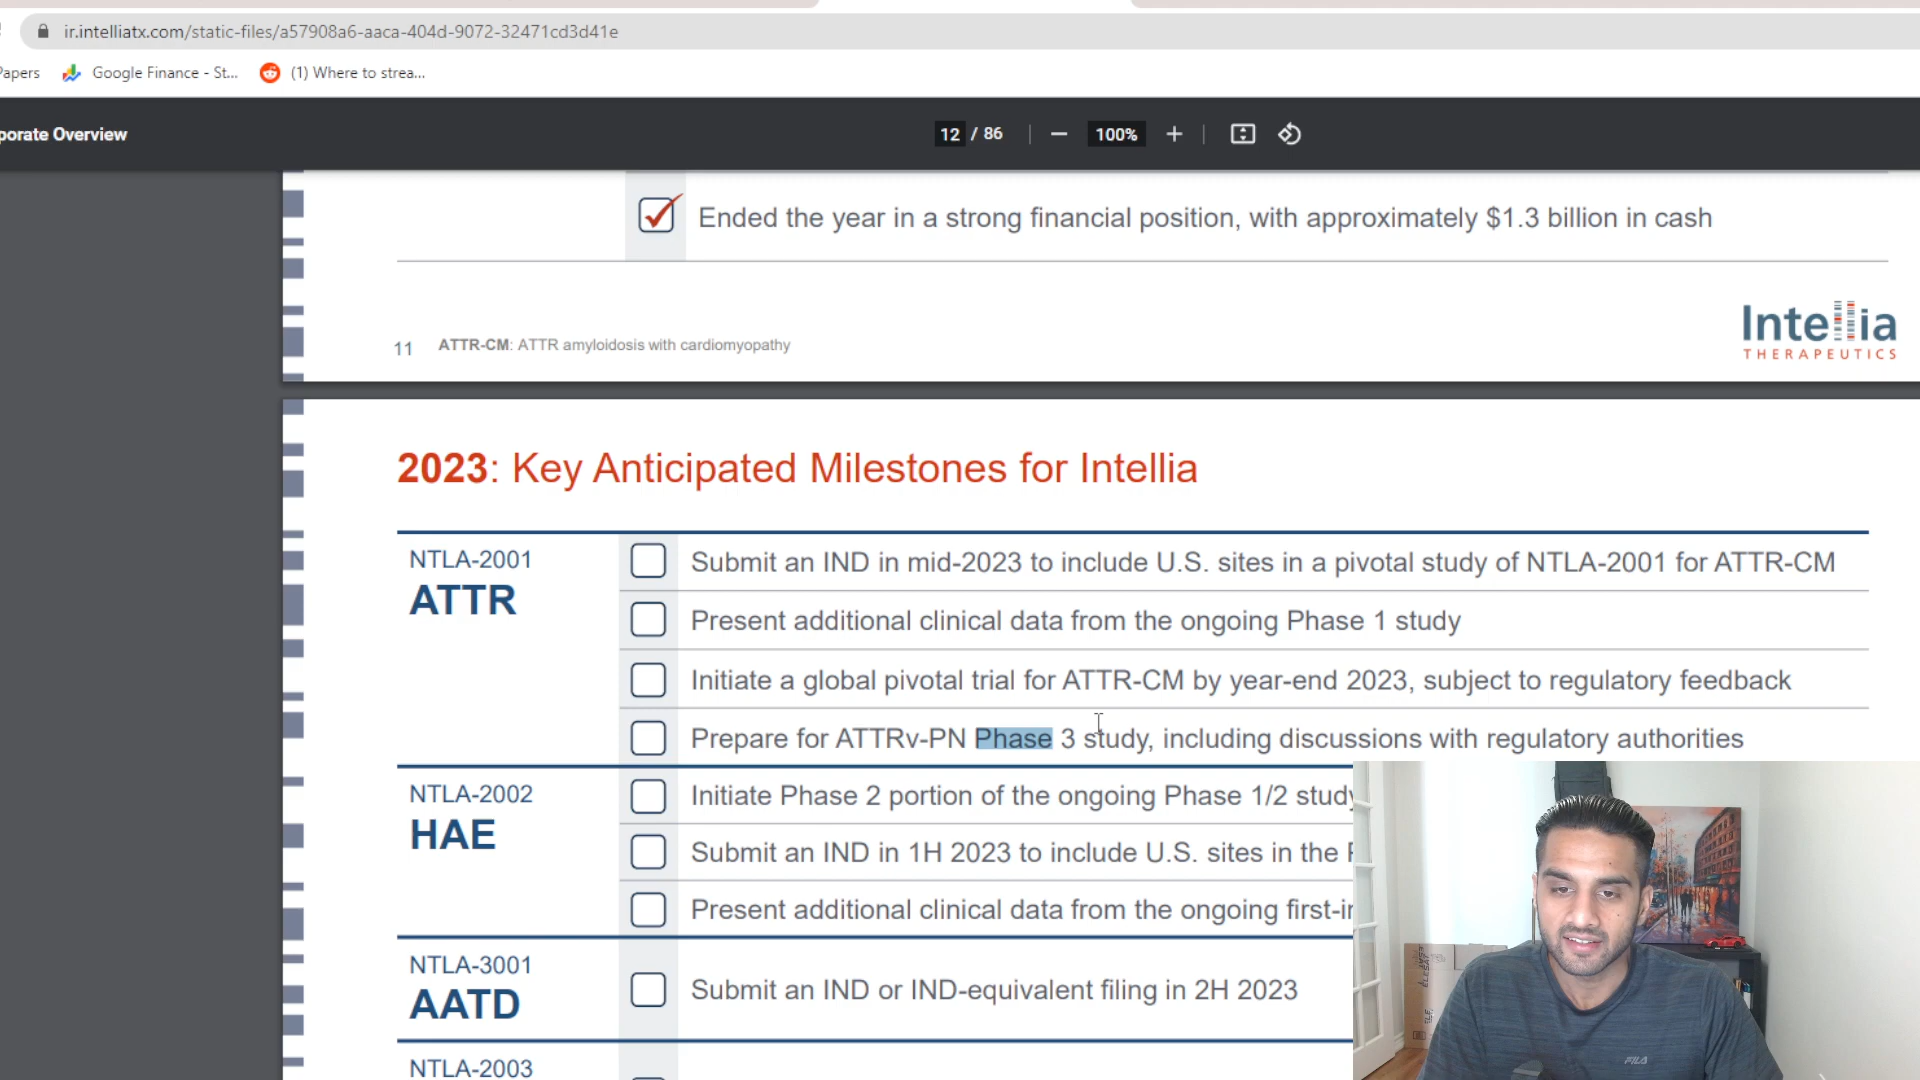 ir.intelliatx.com/static-files/a57908a6-aaca-404d-9072-32471cd3d41e
Papers
Google Finance - St...
(1) Where to strea...
porate Overview
12 / 86
100%
Ended the year in a strong financial position, with approximately $1.3 billion in cash
11 ATTR-CM: ATTR amyloidosis with cardiomyopathy
Intellia
THERAPEUTICS
2023: Key Anticipated Milestones for Intellia
NTLA-2001
ATTR
Submit an IND in mid-2023 to include U.S. sites in a pivotal study of NTLA-2001 for ATTR-CM
Present additional clinical data from the ongoing Phase 1 study
Initiate a global pivotal trial for ATTR-CM by year-end 2023, subject to regulatory feedback
Prepare for ATTRv-PN Phase 3 study, including discussions with regulatory authorities
NTLA-2002
HAE
Initiate Phase 2 portion of the ongoing Phase 1/2 study
Submit an IND in 1H 2023 to include U.S. sites in the
Present additional clinical data from the ongoing first-in
NTLA-3001
AATD
Submit an IND or IND-equivalent filing in 2H 2023
NTLA-2003
FILA